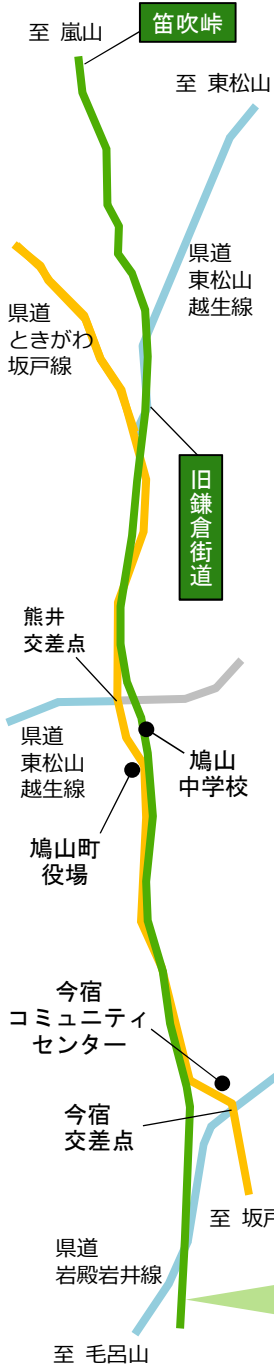 笛吹峠
至 嵐山
至 東松山
県道
東松山
越生線
県道
ときがわ
坂戸線
旧鎌倉街道
熊井
交差点
県道
東松山
越生線
鳩山
中学校
鳩山町
役場
今宿
コミュニティ
センター
今宿
交差点
至 坂戸
県道
岩殿岩井線
至 毛呂山